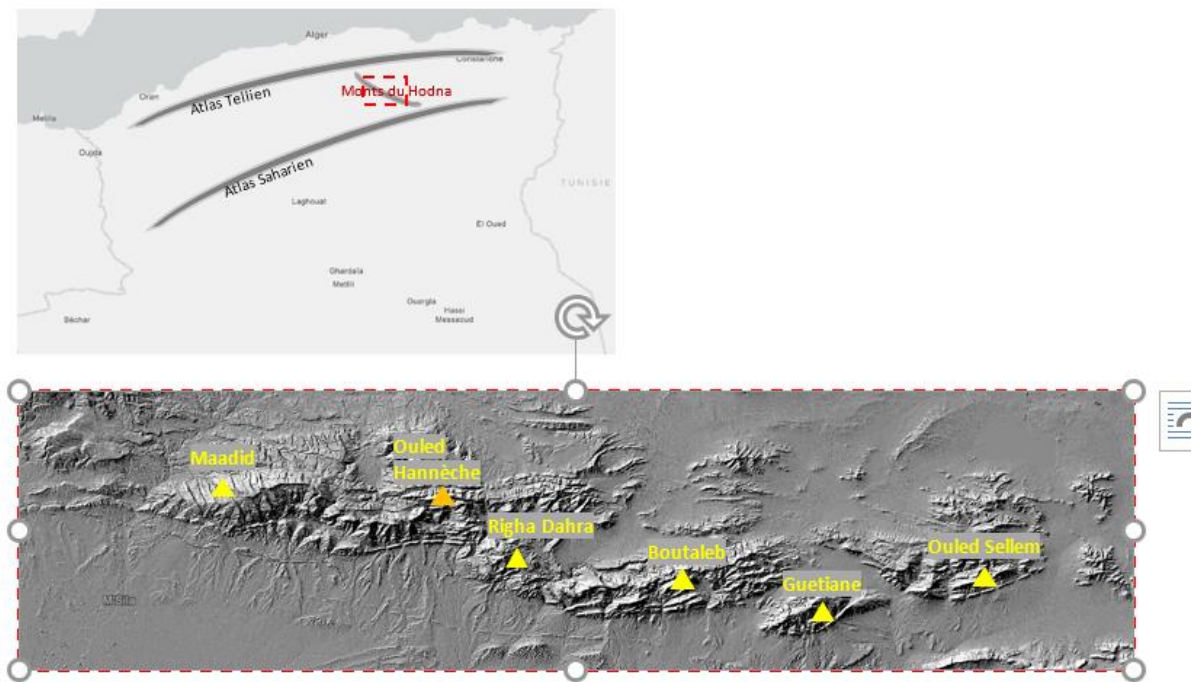 Alger
Constantine
Monts du Hodna
Oran
Atlas Tellien
Melilla
Oujda
Atlas Saharien
TUNISIE
Laghouat
El Oued
Ghardaïa
Metlili
Ouargla
Hassi
Messaoud
Béchar
Ouled
Maadid
Hannèche
Righa Dahra
Boutaleb
Ouled Sellem
Guetiane
M'Sila